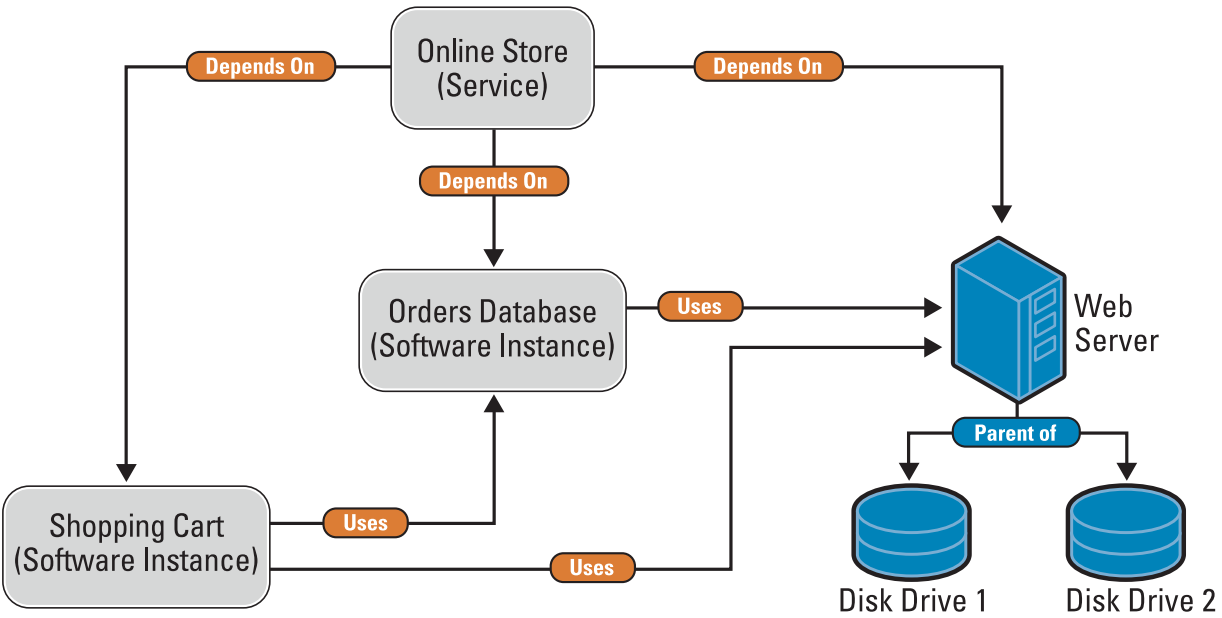 Online Store
(Service)
Depends On
Depends On
Depends On
Orders Database
(Software Instance)
Uses
Web
Server
Parent of
Shopping Cart
(Software Instance)
Uses
Uses
Disk Drive 1
Disk Drive 2